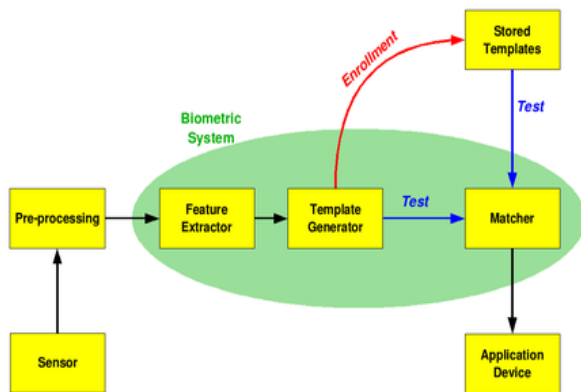 Stored
Templates
Enrollment
Test
Biometric
System
Pre-processing
Feature
Extractor
Template
Generator
Test
Matcher
Sensor
Application
Device